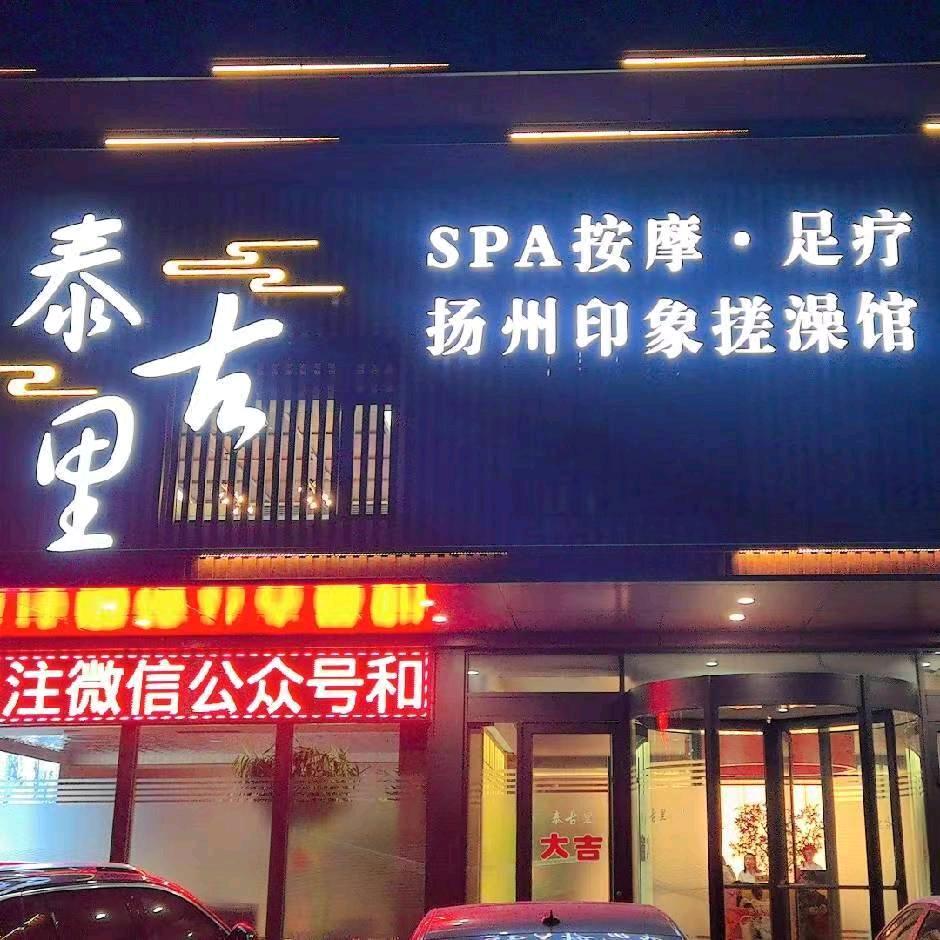 泰古里
SPA按摩·足疗
扬州印象搓澡馆
注微信公众号和
泰古里
大吉